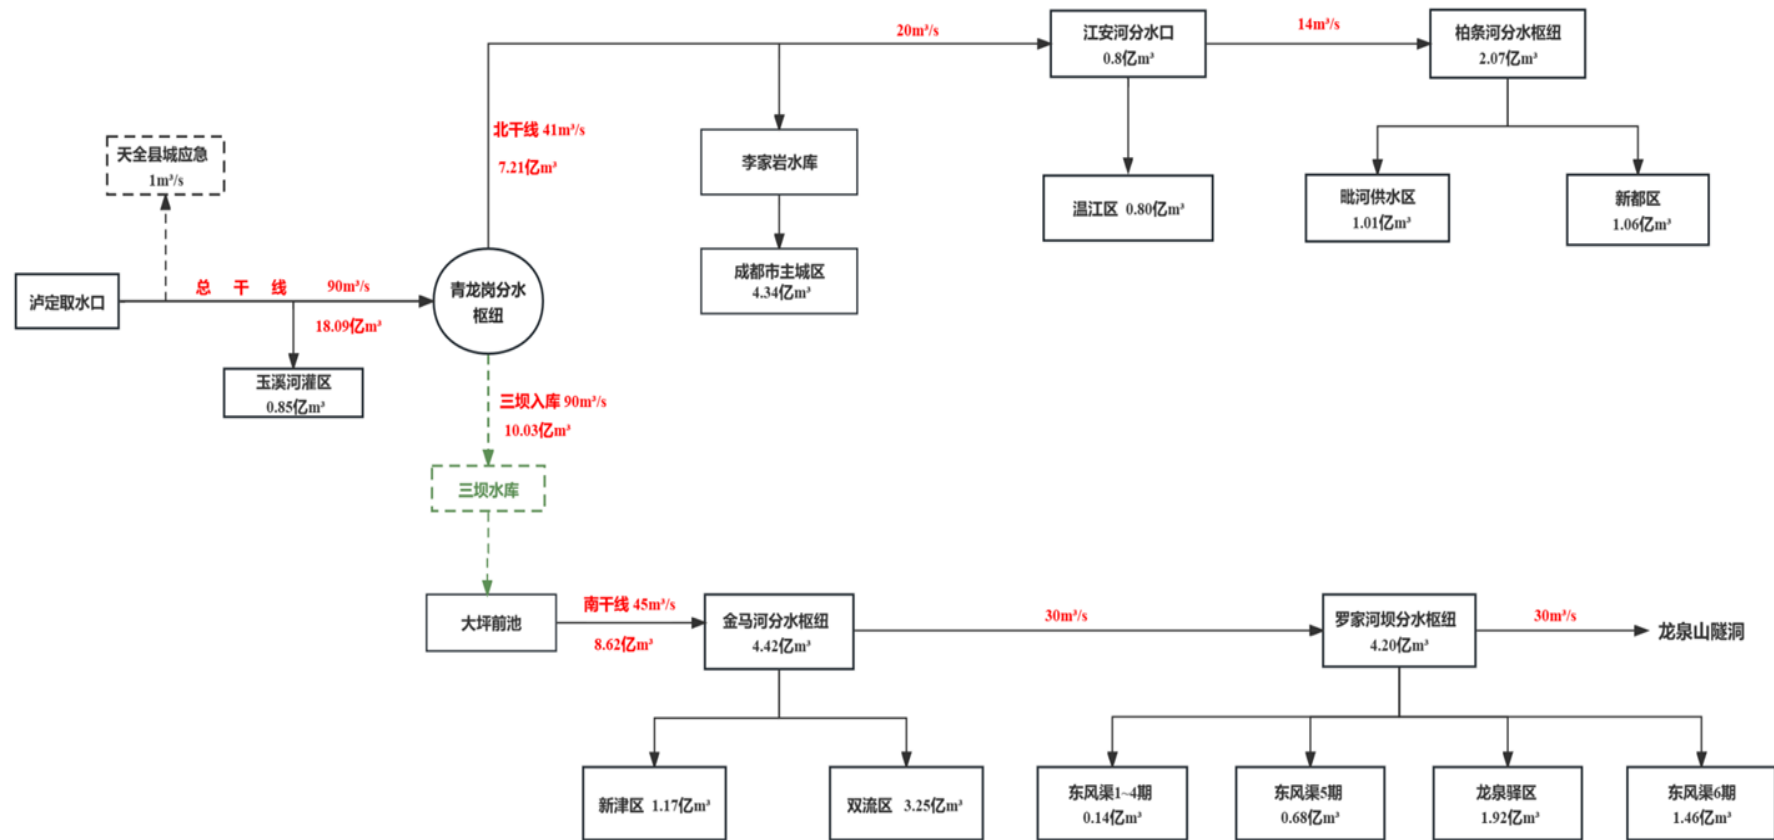 20m³/s
江安河分水口
0.8亿m³
14m³/s
柏条河分水枢纽
2.07亿m³
北干线 41m³/s
7.21亿m³
天全县城应急
1m³/s
李家岩水库
温江区 0.80亿m³
毗河供水区
1.01亿m³
新都区
1.06亿m³
成都市主城区
4.34亿m³
泸定取水口
总 干 线 90m³/s
18.09亿m³
青龙岗分水
枢纽
玉溪河灌区
0.85亿m³
三坝入库 90m³/s
10.03亿m³
三坝水库
大坪前池
南干线 45m³/s
8.62亿m³
金马河分水枢纽
4.42亿m³
30m³/s
罗家河坝分水枢纽
4.20亿m³
30m³/s
龙泉山隧洞
新津区 1.17亿m³
双流区 3.25亿m³
东风渠1~4期
0.14亿m³
东风渠5期
0.68亿m³
龙泉驿区
1.92亿m³
东风渠6期
1.46亿m³